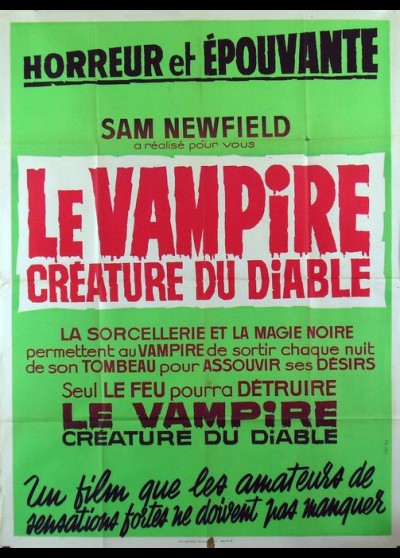 HORREUR et ÉPOUVANTE
SAM NEWFIELD
a réalisé pour vous
LE VAMPiRE
CRÉATURE DU DiABLE
LA SORCELLERIE ET LA MAGIE NOIRE
permettent au VAMPIRE de sortir chaque nuit
de son TOMBEAU pour ASSOUVIR ses DÉSIRS
Seul LE FEU pourra DÉTRUIRE
LE VAMPiRE
CRÉATURE DU DiABLE
Un film que les amateurs de
sensations fortes ne doivent pas manquer